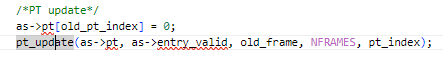 /*PT update*/
as->pt[old_pt_index] = 0;
pt_update(as->pt, as->entry_valid, old_frame, NFRAMES, pt_index);